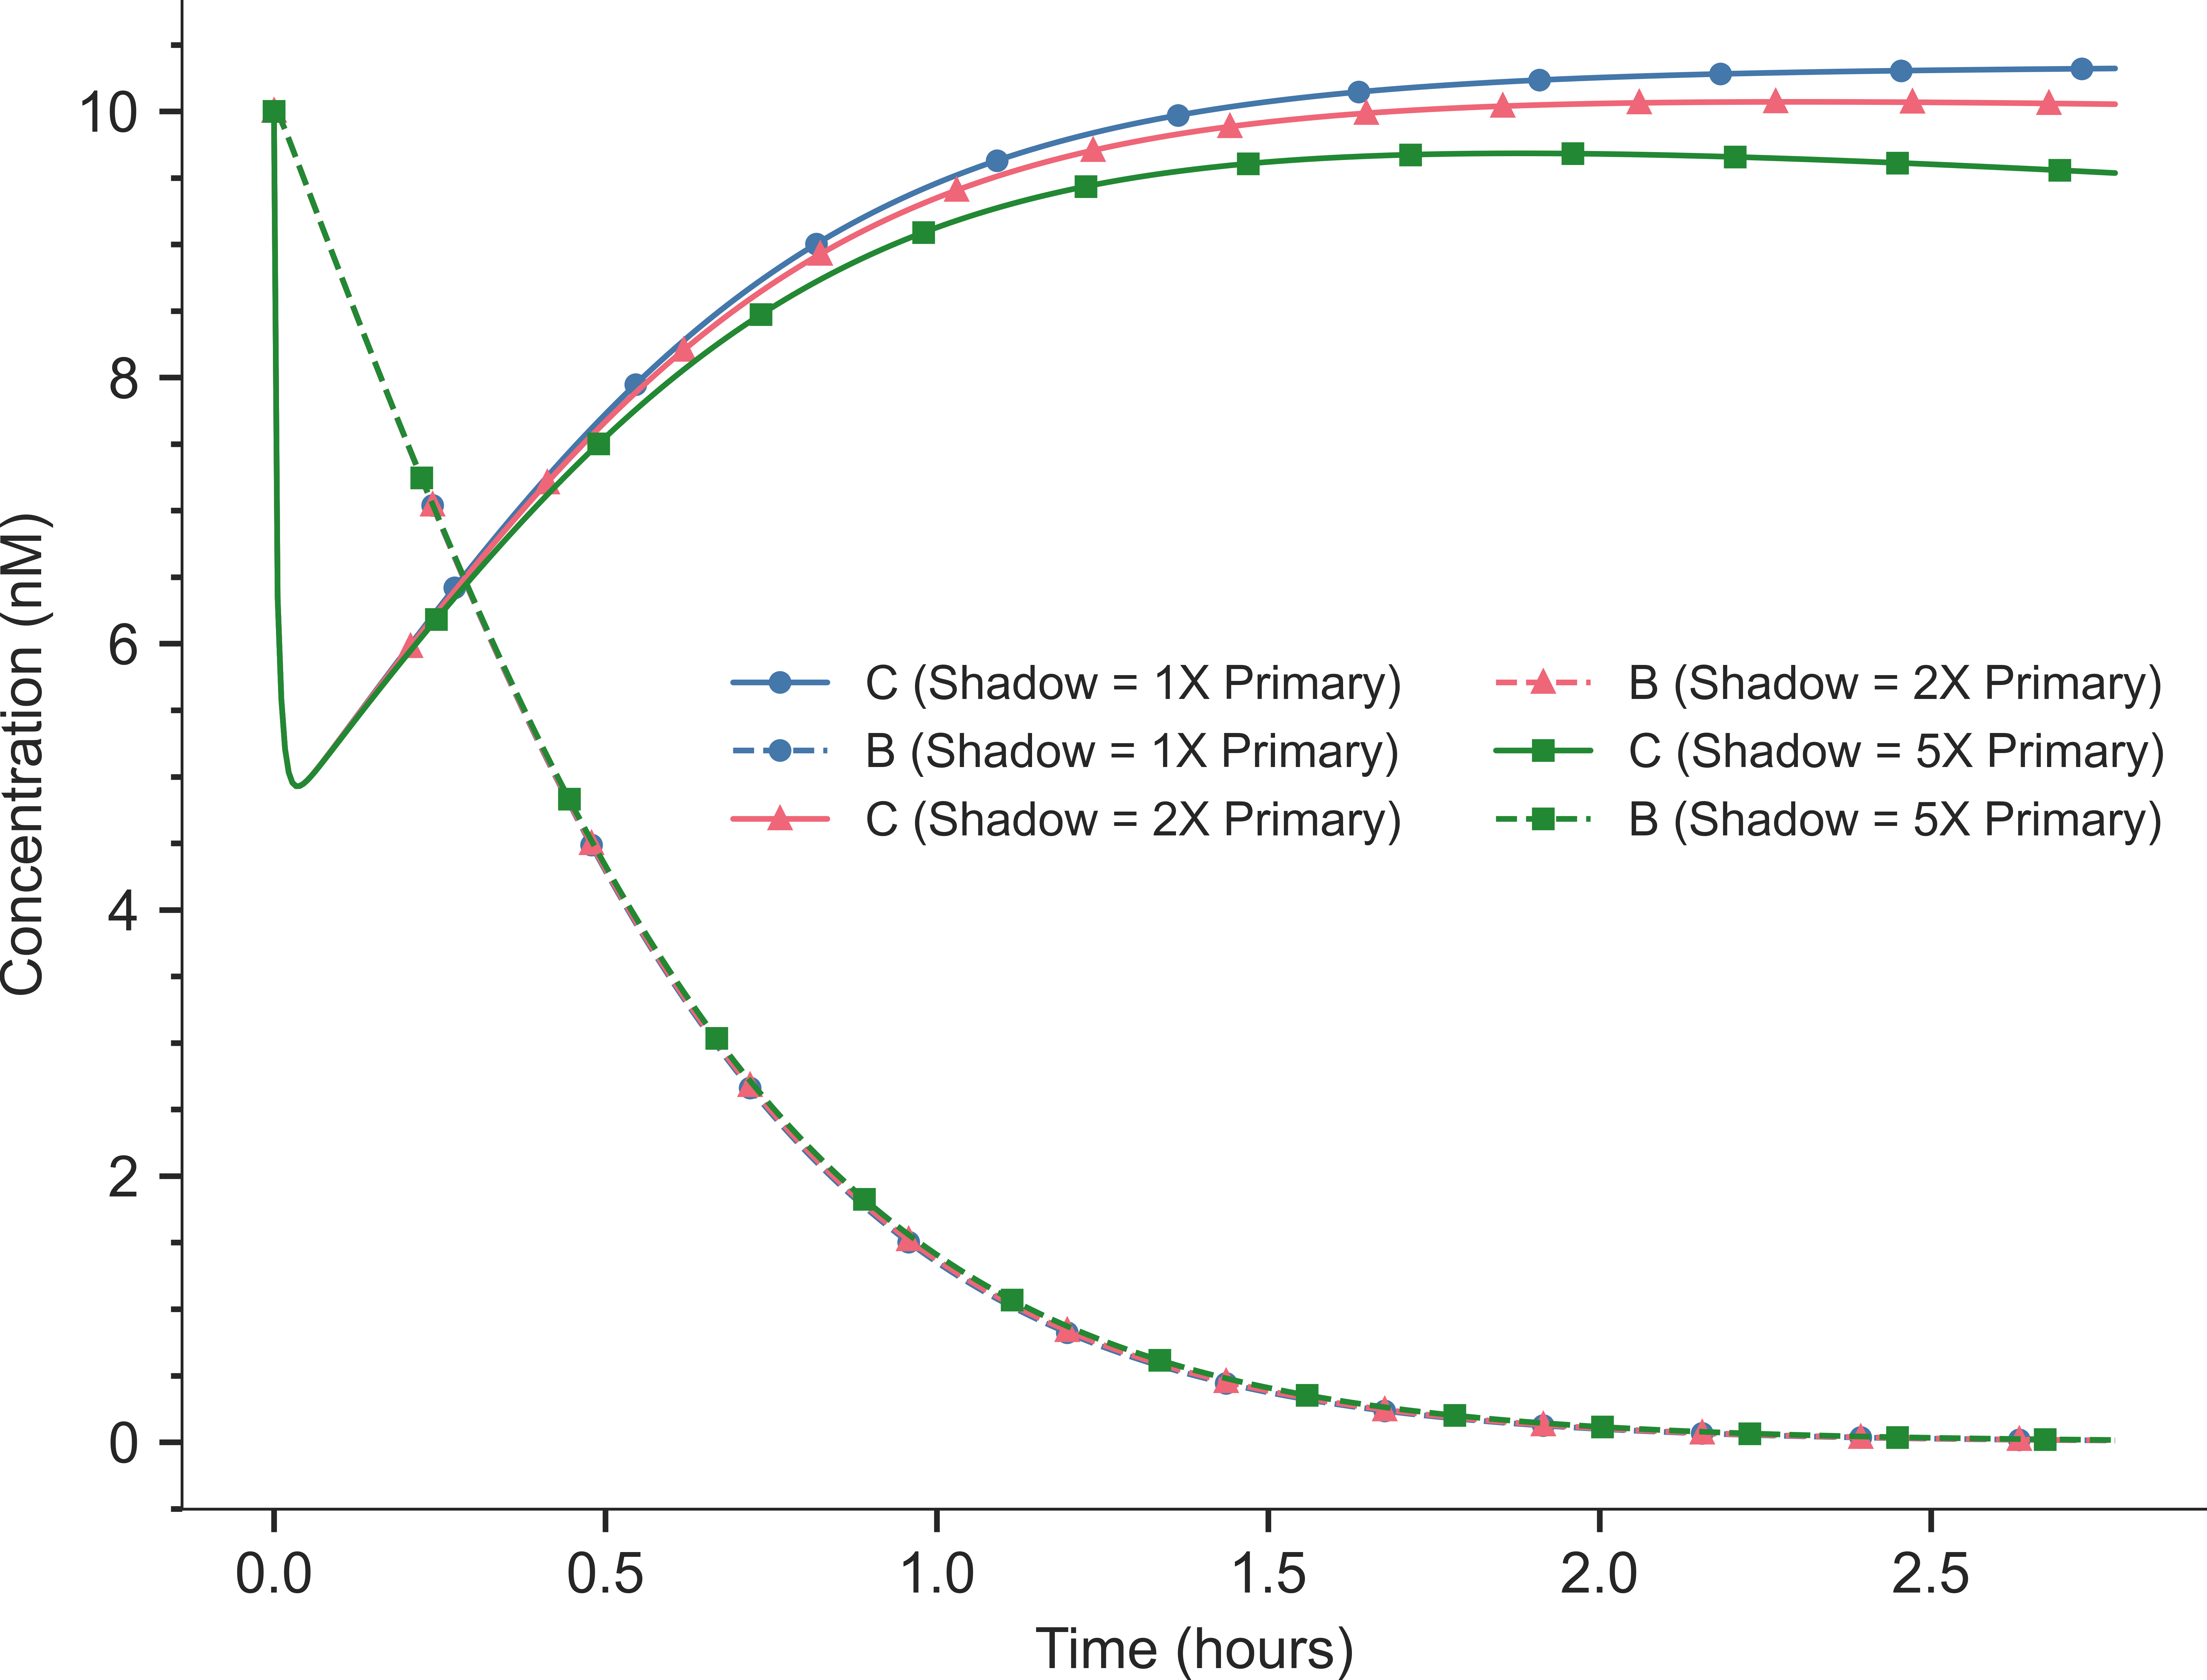 Concentration (nM)
10
8
6
4
2
0
C (Shadow = 1X Primary)
B (Shadow = 1X Primary)
C (Shadow = 2X Primary)
B (Shadow = 2X Primary)
C (Shadow = 5X Primary)
B (Shadow = 5X Primary)
0.0 0.5 1.0 1.5 2.0 2.5
Time (hours)